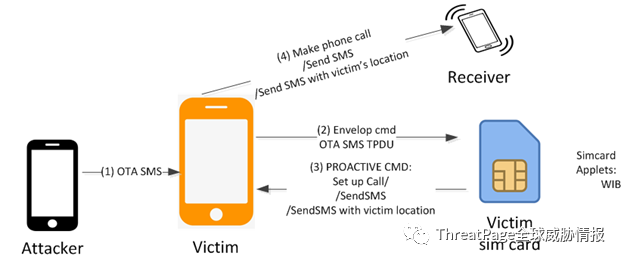 (4) Make phone call
/Send SMS
/Send SMS with victim's location
Receiver
(1) OTA SMS
(2) Envelop cmd
OTA SMS TPDU
(3) PROACTIVE CMD:
Set up Call/
/SendSMS
/SendSMS with victim location
Simcard
Applets:
WIB
Attacker
Victim
Victim
sim card
ThreatPage全球威胁情报